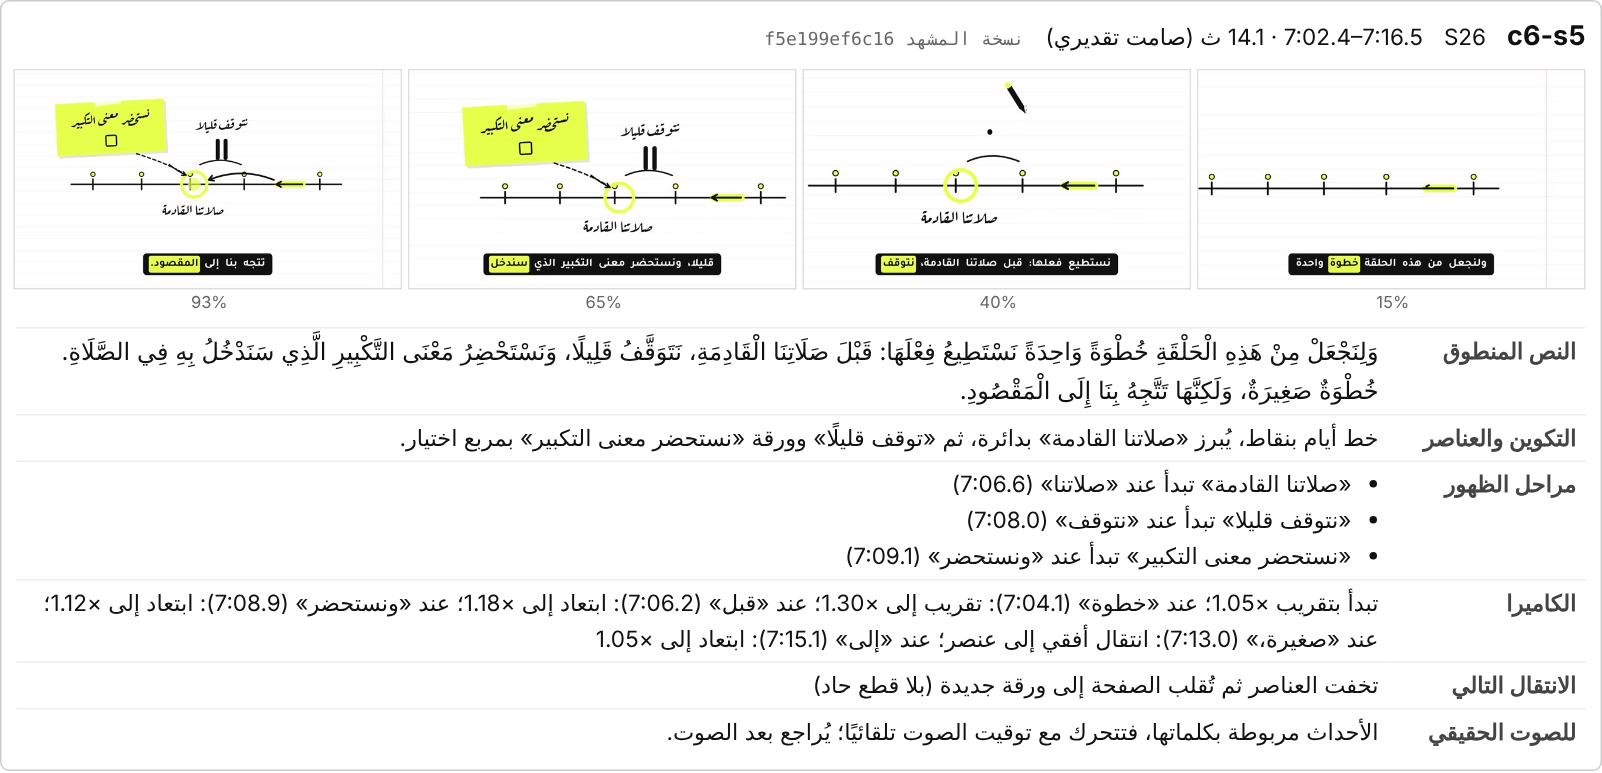 c6-s5 S26 7:02.4–7:16.5 · 14.1 ث (صامت تقديري) نسخة المشهد f5e199ef6c16
ولنجعل من هذه الحلقة خطوة واحدة
15%
صلاتنا القادمة
نستطيع فعلها: قبل صلاتنا القادمة، نتوقف
40%
نستحضر معنى التكبير
نتوقف قليلا
صلاتنا القادمة
قليلا، ونستحضر معنى التكبير الذي سندخل
65%
نستحضر معنى التكبير
نتوقف قليلا
صلاتنا القادمة
تتجه بنا إلى المقصود.
93%
النص المنطوق
وَلِنَجْعَلْ مِنْ هَذِهِ الْحَلْقَةِ خُطْوَةً وَاحِدَةً نَسْتَطِيعُ فِعْلَهَا: قَبْلَ صَلَاتِنَا الْقَادِمَةِ، نَتَوَقَّفُ قَلِيلًا، وَنَسْتَحْضِرُ مَعْنَى التَّكْبِيرِ الَّذِي سَنَدْخُلُ بِهِ فِي الصَّلَاةِ.
خُطْوَةٌ صَغِيرَةٌ، وَلَكِنَّهَا تَتَّجِهُ بِنَا إِلَى الْمَقْصُودِ.
التكوين والعناصر
خط أيام بنقاط، يُبرز «صلاتنا القادمة» بدائرة، ثم «توقف قليلًا» وورقة «نستحضر معنى التكبير» بمربع اختيار.
مراحل الظهور
• «صلاتنا القادمة» تبدأ عند «صلاتنا» (7:06.6)
• «نتوقف قليلا» تبدأ عند «نتوقف» (7:08.0)
• «نستحضر معنى التكبير» تبدأ عند «ونستحضر» (7:09.1)
الكاميرا
تبدأ بتقريب ×1.05؛ عند «خطوة» (7:04.1): تقريب إلى ×1.30؛ عند «قبل» (7:06.2): ابتعاد إلى ×1.18؛ عند «ونستحضر» (7:08.9): ابتعاد إلى ×1.12؛
عند «صغيرة،» (7:13.0): انتقال أفقي إلى عنصر؛ عند «إلى» (7:15.1): ابتعاد إلى ×1.05
الانتقال التالي
تخفت العناصر ثم تُقلب الصفحة إلى ورقة جديدة (بلا قطع حاد)
للصوت الحقيقي
الأحداث مربوطة بكلماتها، فتتحرك مع توقيت الصوت تلقائيًا؛ يُراجع بعد الصوت.